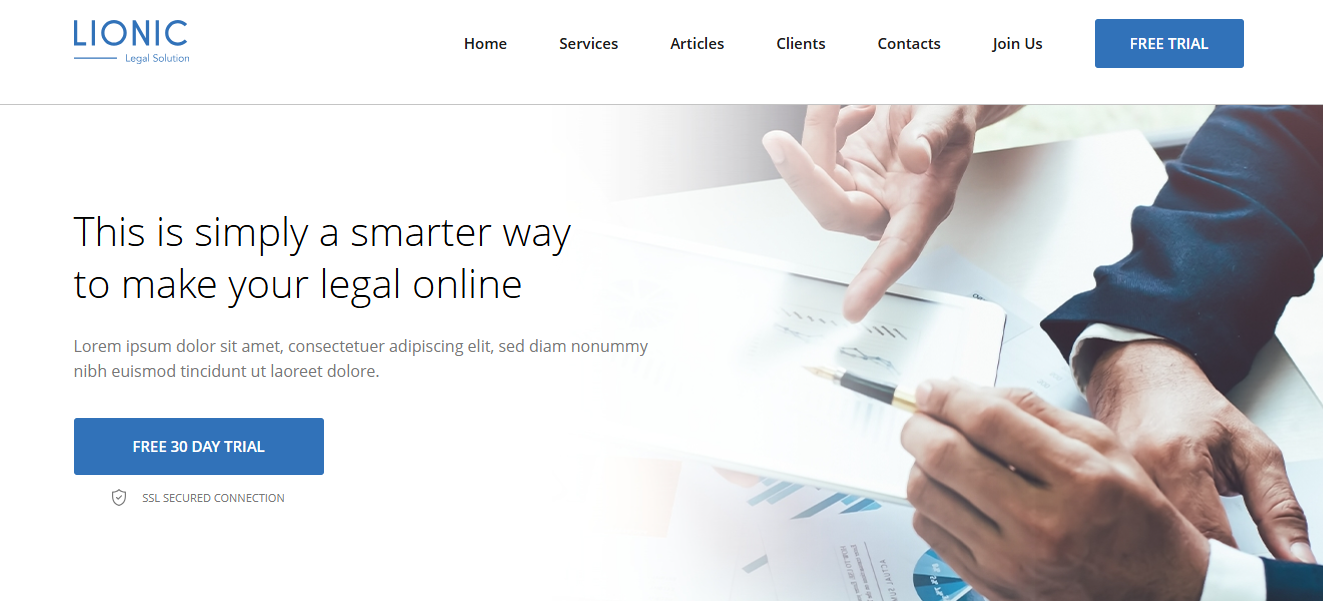 LIONIC
Legal Solution
Home Services Articles Clients Contacts Join Us FREE TRIAL
This is simply a smarter way
to make your legal online
Lorem ipsum dolor sit amet, consectetuer adipiscing elit, sed diam nonummy
nibh euismod tincidunt ut laoreet dolore.
FREE 30 DAY TRIAL
SSL SECURED CONNECTION